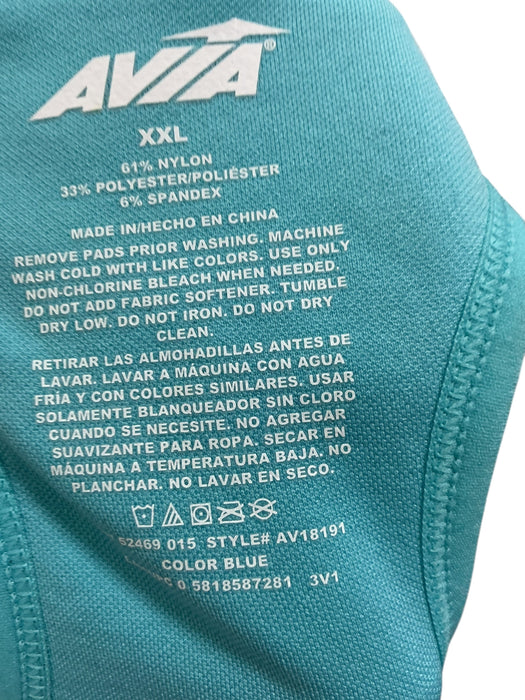 AVIA®
XXL
61% NYLON
33% POLYESTER/POLIÉSTER
6% SPANDEX
MADE IN/HECHO EN CHINA
REMOVE PADS PRIOR WASHING. MACHINE
WASH COLD WITH LIKE COLORS. USE ONLY
NON-CHLORINE BLEACH WHEN NEEDED.
DO NOT ADD FABRIC SOFTENER. TUMBLE
DRY LOW. DO NOT IRON. DO NOT DRY
CLEAN.
RETIRAR LAS ALMOHADILLAS ANTES DE
LAVAR. LAVAR A MÁQUINA CON AGUA
FRÍA Y CON COLORES SIMILARES. USAR
SOLAMENTE BLANQUEADOR SIN CLORO
CUANDO SE NECESITE. NO AGREGAR
SUAVIZANTE PARA ROPA. SECAR EN
MÁQUINA A TEMPERATURA BAJA. NO
PLANCHAR. NO LAVAR EN SECO.
52469 015 STYLE# AV18191
COLOR BLUE
0 5818587281 3V1